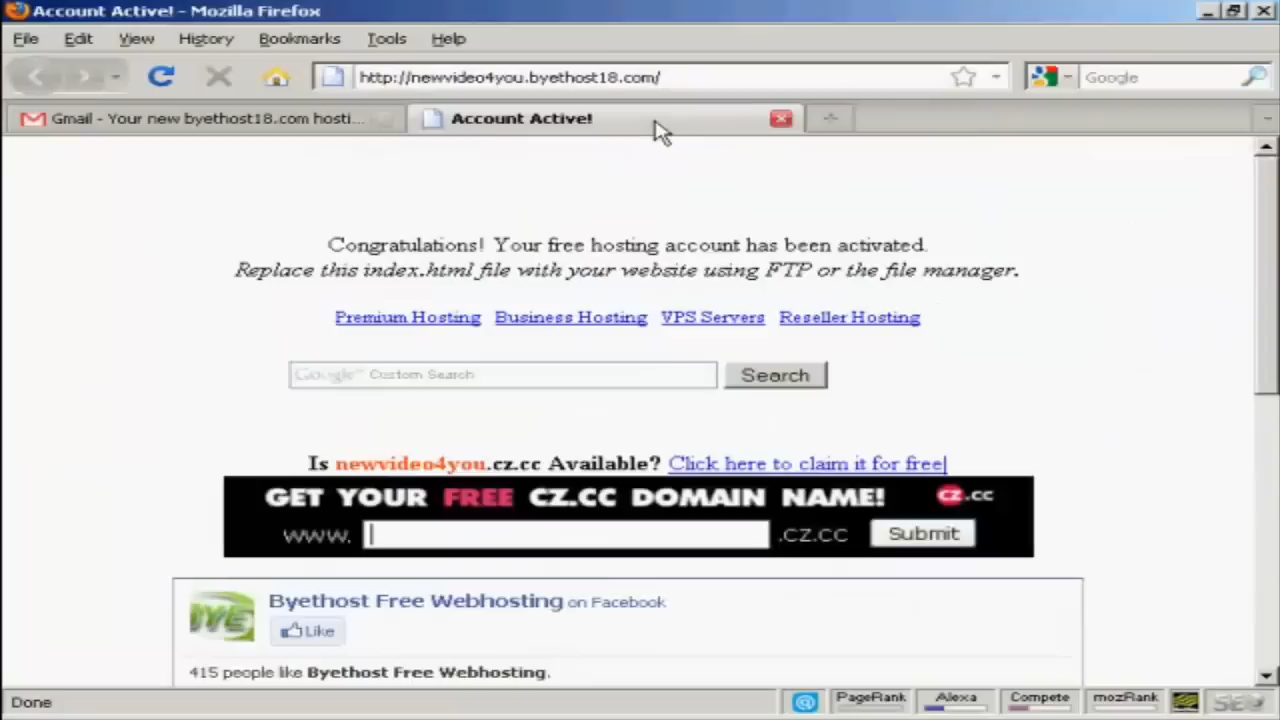 Account Active! - Mozilla Firefox
File Edit View History Bookmarks Tools Help
http://newvideo4you.byethost18.com/ Google
Gmail - Your new byethost18.com hosti... Account Active!
Congratulations! Your free hosting account has been activated.
Replace this index.html file with your website using FTP or the file manager.
Premium Hosting Business Hosting VPS Servers Reseller Hosting
Google™ Custom Search Search
Is newvideo4you.cz.cc Available? Click here to claim it for free|
GET YOUR FREE CZ.CC DOMAIN NAME! cz.cc
www. .cz.cc Submit
BYE Byethost Free Webhosting on Facebook
Like
415 people like Byethost Free Webhosting.
Done PageRank Alexa Compete mozRank